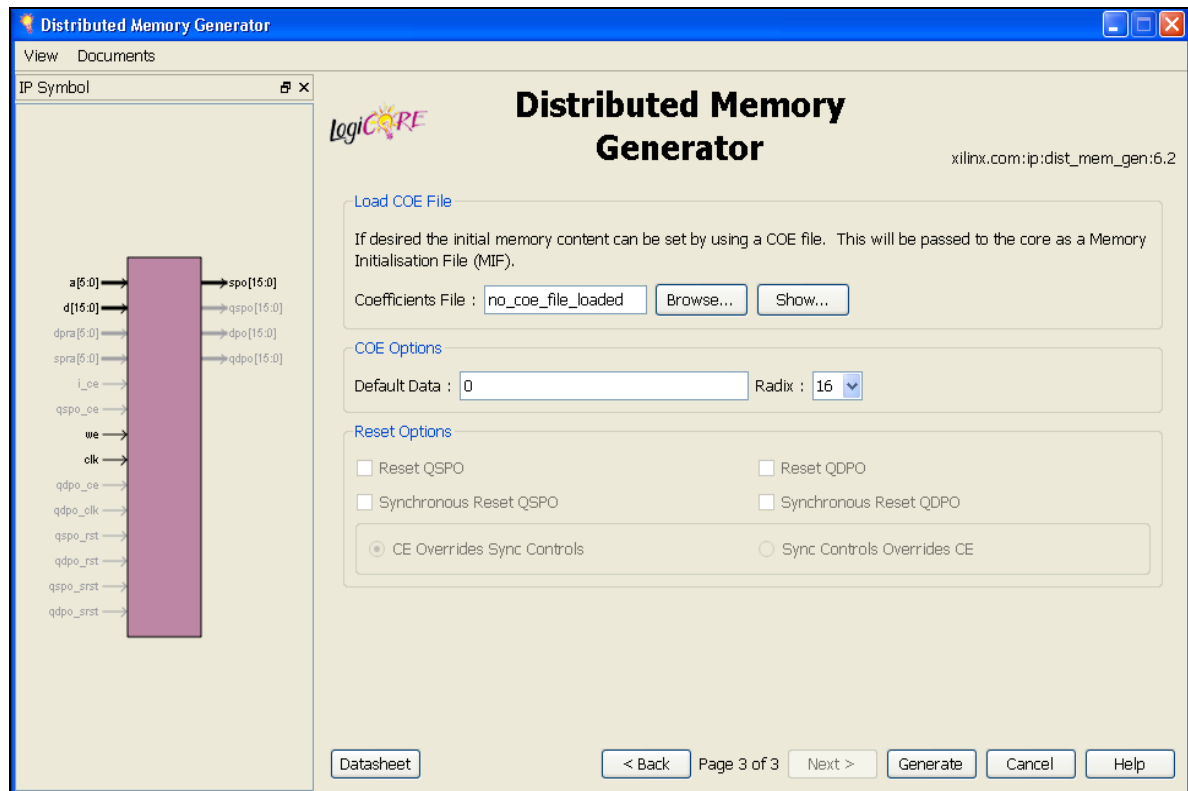 Distributed Memory Generator
View Documents
IP Symbol
a[5:0]
d[15:0]
dpra[5:0]
spra[5:0]
i_ce
qspo_ce
we
clk
qdpo_ce
qdpo_clk
qspo_rst
qdpo_rst
qspo_srst
qdpo_srst
spo[15:0]
qspo[15:0]
dpo[15:0]
qdpo[15:0]
logiCORE
Distributed Memory
Generator
xilinx.com:ip:dist_mem_gen:6.2
Load COE File
If desired the initial memory content can be set by using a COE file. This will be passed to the core as a Memory
Initialisation File (MIF).
Coefficients File : no_coe_file_loaded Browse... Show...
COE Options
Default Data : 0 Radix : 16
Reset Options
Reset QSPO Reset QDPO
Synchronous Reset QSPO Synchronous Reset QDPO
CE Overrides Sync Controls Sync Controls Overrides CE
Datasheet < Back Page 3 of 3 Next > Generate Cancel Help